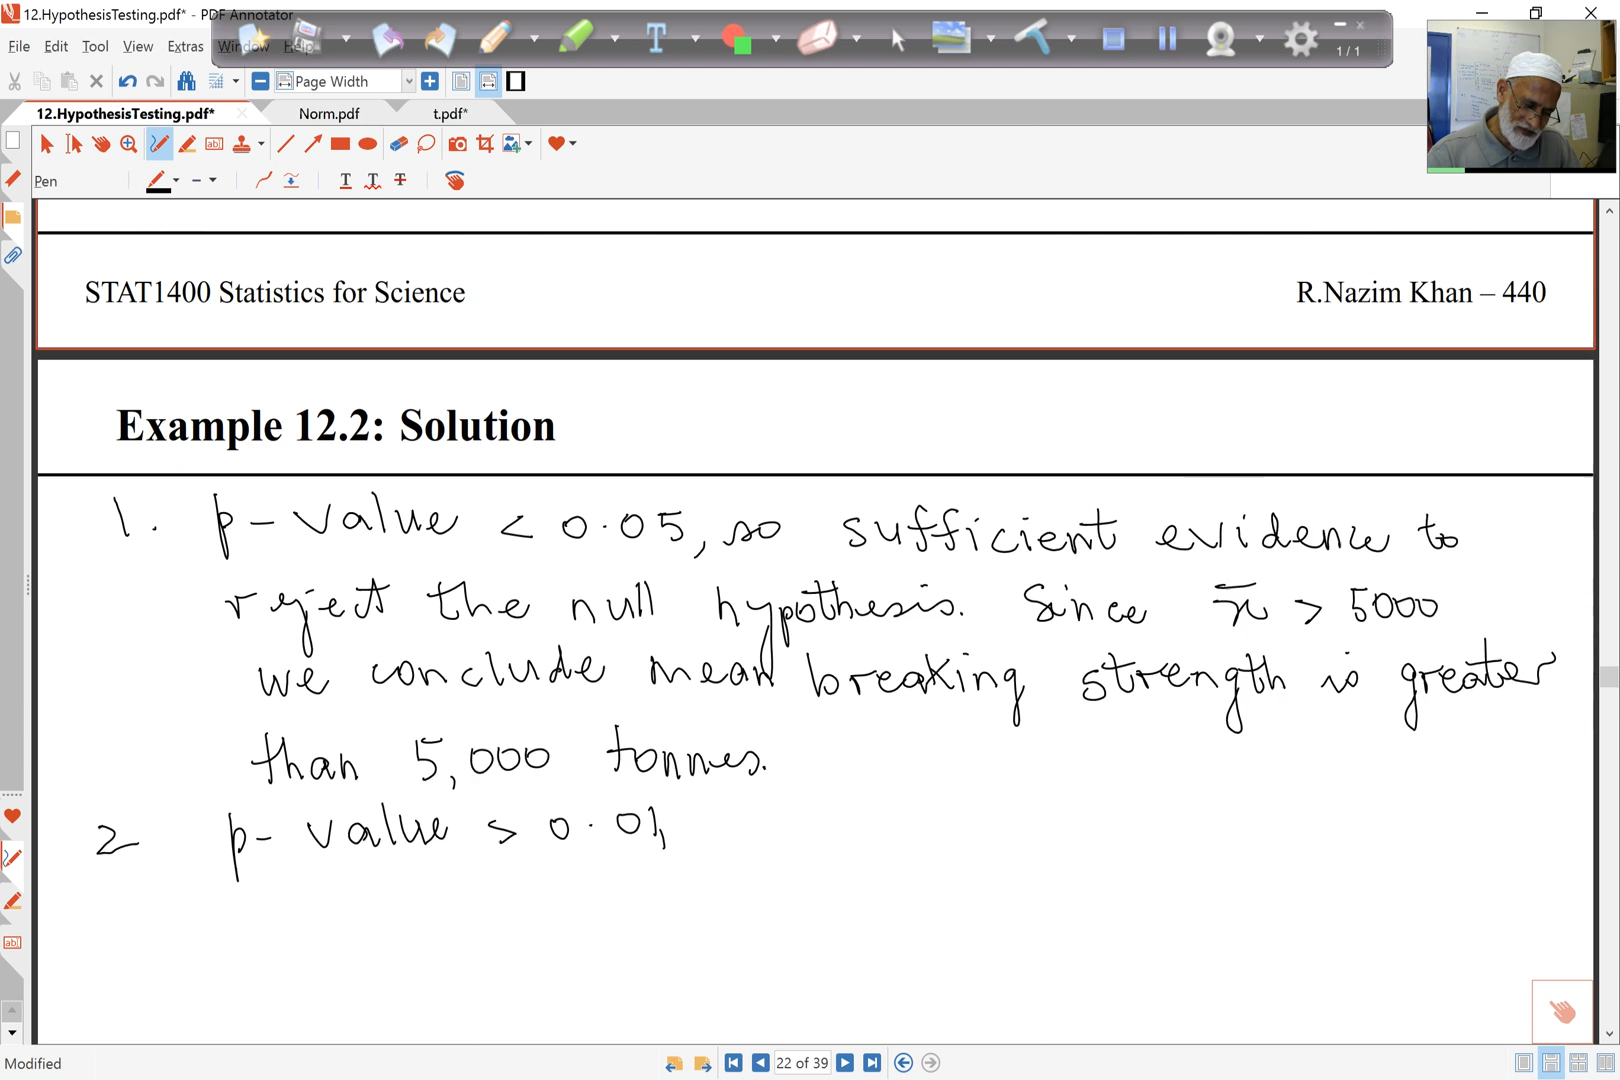 12.HypothesisTesting.pdf* - PDF Annotator
File Edit Tool View Extras Window Help
1 / 1
Page Width
12.HypothesisTesting.pdf* Norm.pdf t.pdf*
Pen
STAT1400 Statistics for Science R.Nazim Khan – 440
Example 12.2: Solution
1. p-value < 0.05, so sufficient evidence to
reject the null hypothesis. Since x̄ > 5000
we conclude mean breaking strength is greater
than 5,000 tonnes.
2 p-value > 0.01,
Modified 22 of 39